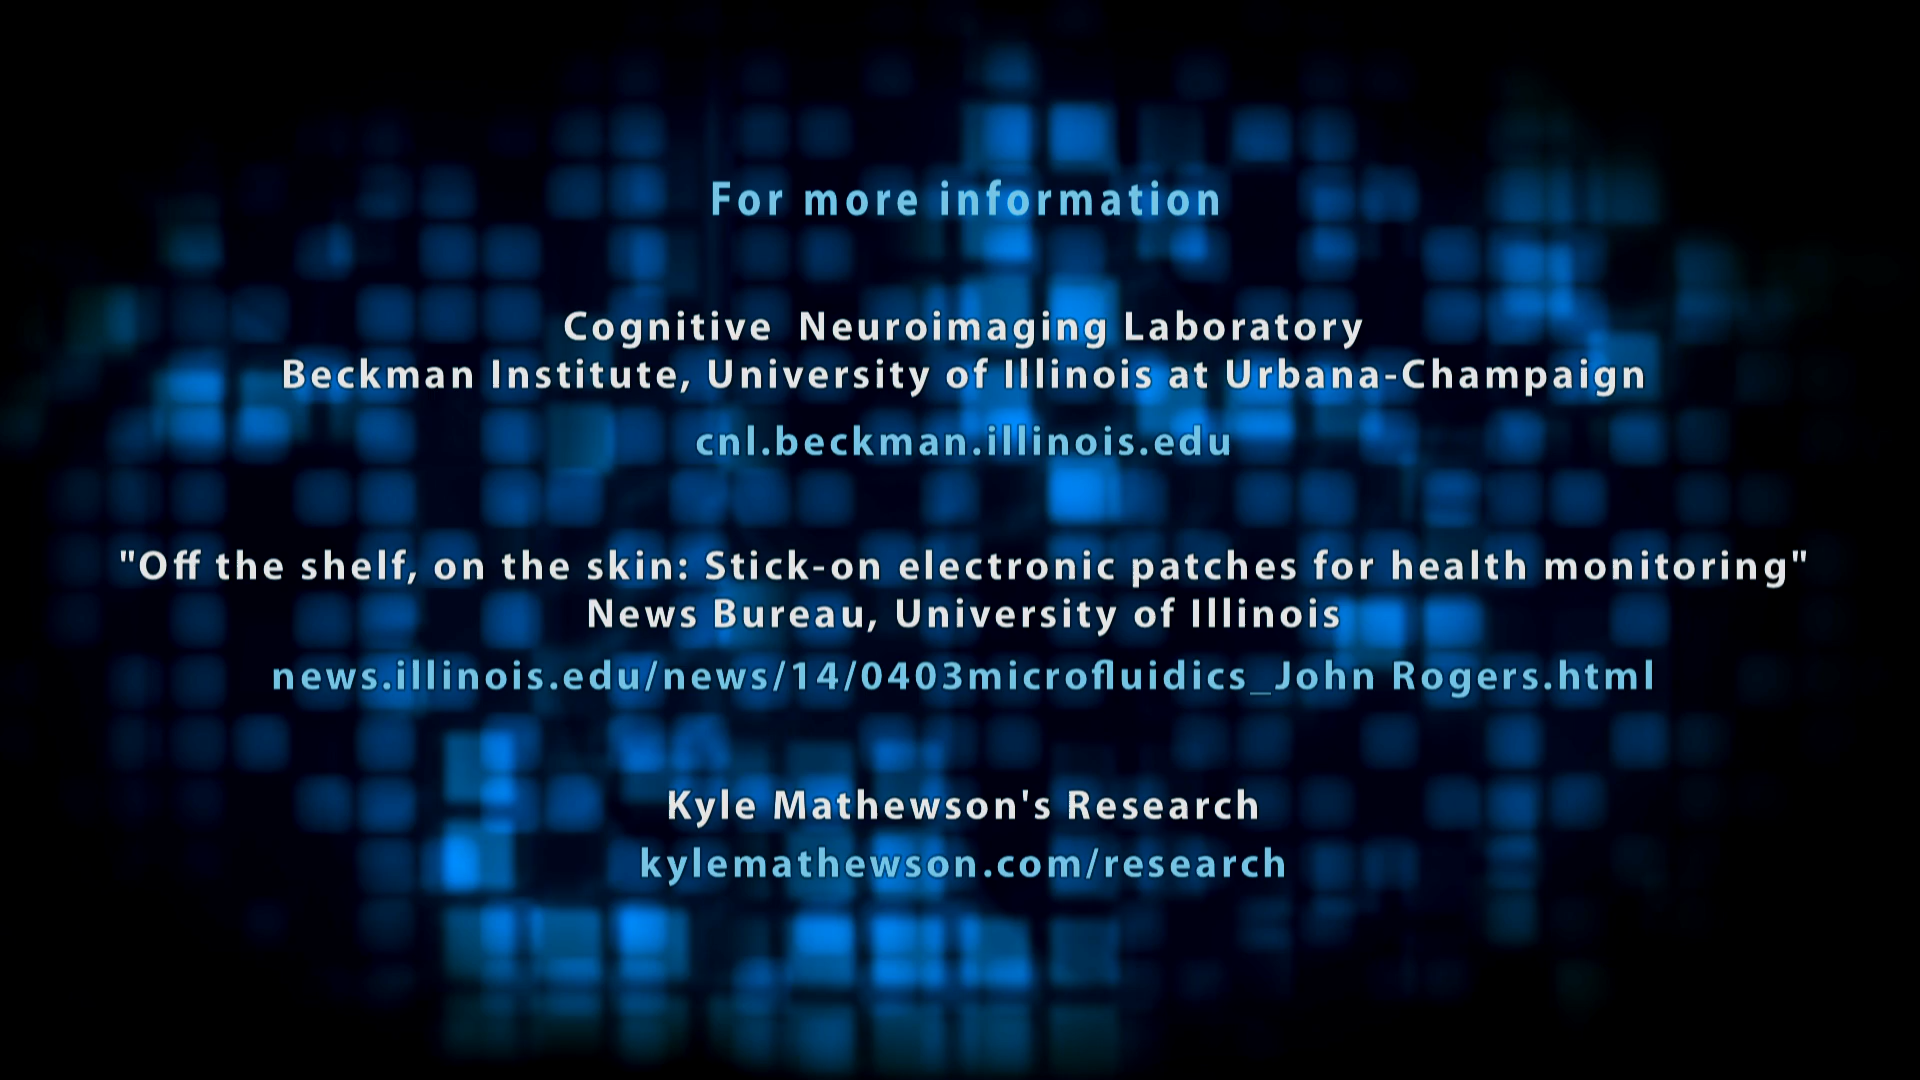 For more information
Cognitive  Neuroimaging Laboratory
Beckman Institute, University of Illinois at Urbana-Champaign
cnl.beckman.illinois.edu
"Off the shelf, on the skin: Stick-on electronic patches for health monitoring"
News Bureau, University of Illinois
news.illinois.edu/news/14/0403microfluidics_John Rogers.html
Kyle Mathewson's Research
kylemathewson.com/research